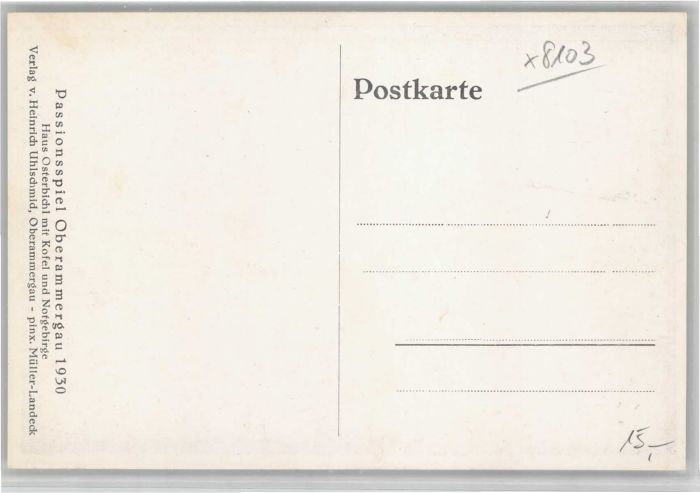 Passionsspiel Oberammergau 1930
Haus Osterbichl mit Kofel und Notgebirge
Verlag v. Heinrich Uhlschmid, Oberammergau - pinx. Müller-Landeck
Postkarte
x8103
15,-